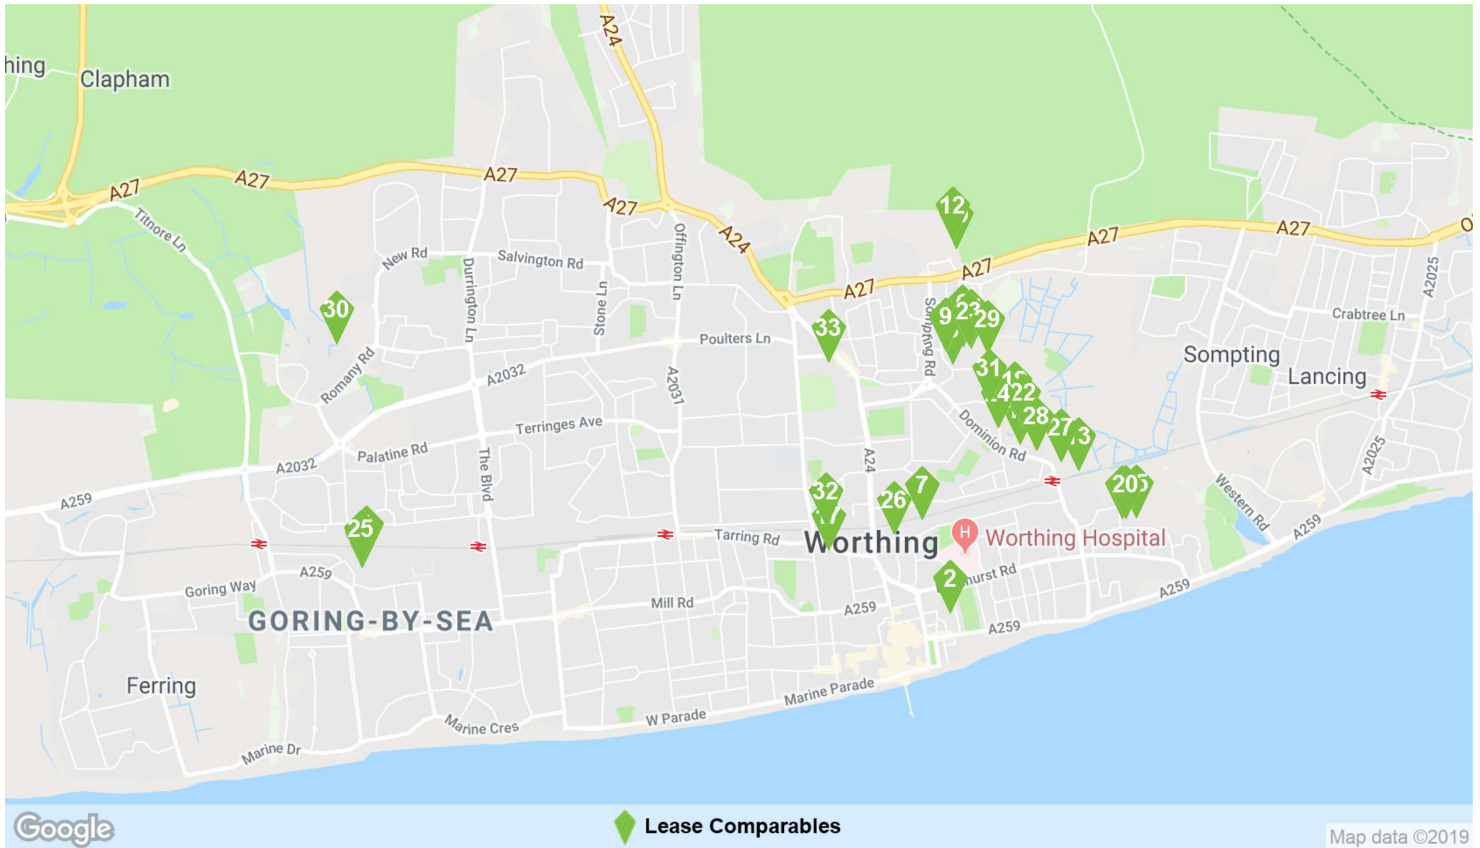 hing
Clapham
A24
A27
A27
A27
A27
A24
A27
A27
A27
A27
Titnore Ln
New Rd
Salvington Rd
Durrington Ln
Stone Ln
Offington Ln
A2025
12
30
33
9
23
29
Sompting Rd
Crabtree Ln
Poulters Ln
Sompting
Lancing
Romany Rd
A2032
A2031
31
22
28
27
Terringes Ave
Dominion Rd
Palatine Rd
A2032
The Blvd
A24
A2025
A259
32
26
7
20
Western Rd
A259
25
Tarring Rd
Worthing
H
Worthing Hospital
Goring Way
A259
2
Mill Rd
A259
A259
A259
GORING-BY-SEA
Ferring
Marine Parade
W Parade
Marine Cres
Marine Dr
Google
Lease Comparables
Map data ©2019